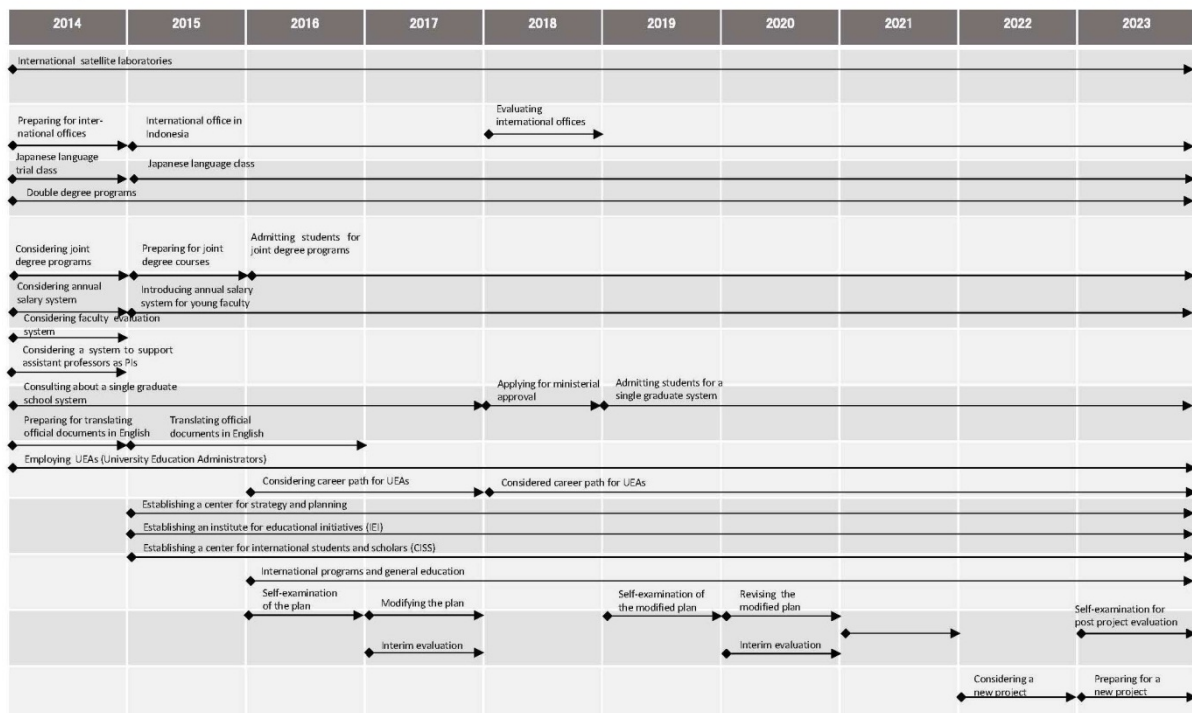 2014 2015 2016 2017 2018 2019 2020 2021 2022 2023
International satellite laboratories
Preparing for inter-
national offices
International office in
Indonesia
Evaluating
international offices
Japanese language
trial class
Japanese language class
Double degree programs
Considering joint
degree programs
Preparing for joint
degree courses
Admitting students for
joint degree programs
Considering annual
salary system
Introducing annual salary
system for young faculty
Considering faculty evaluation
system
Considering a system to support
assistant professors as PIs
Consulting about a single graduate
school system
Applying for ministerial
approval
Admitting students for a
single graduate system
Preparing for translating
official documents in English
Translating official
documents in English
Employing UEAs (University Education Administrators)
Considering career path for UEAs
Considered career path for UEAs
Establishing a center for strategy and planning
Establishing an institute for educational initiatives (IEI)
Establishing a center for international students and scholars (CISS)
International programs and general education
Self-examination
of the plan
Modifying the plan
Self-examination of
the modified plan
Revising the
modified plan
Self-examination for
post project evaluation
Interim evaluation
Interim evaluation
Considering a
new project
Preparing for a
new project